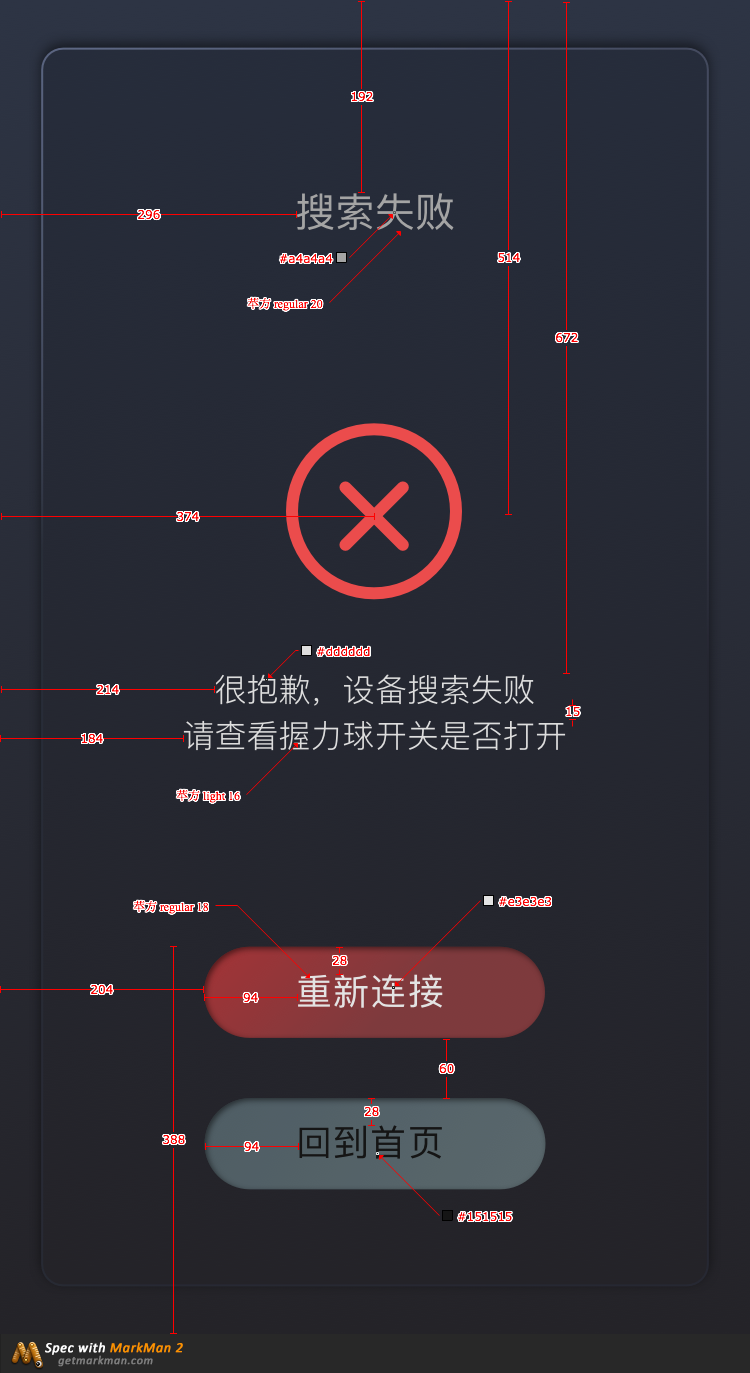 192
搜索失败
296
#a4a4a4
514
苹方 regular 20
672
374
#dddddd
很抱歉，设备搜索失败
214
15
请查看握力球开关是否打开
184
苹方 light 16
#e3e3e3
苹方 regular 18
28
重新连接
204
94
60
28
388
回到首页
94
#151515
Spec with MarkMan 2
getmarkman.com